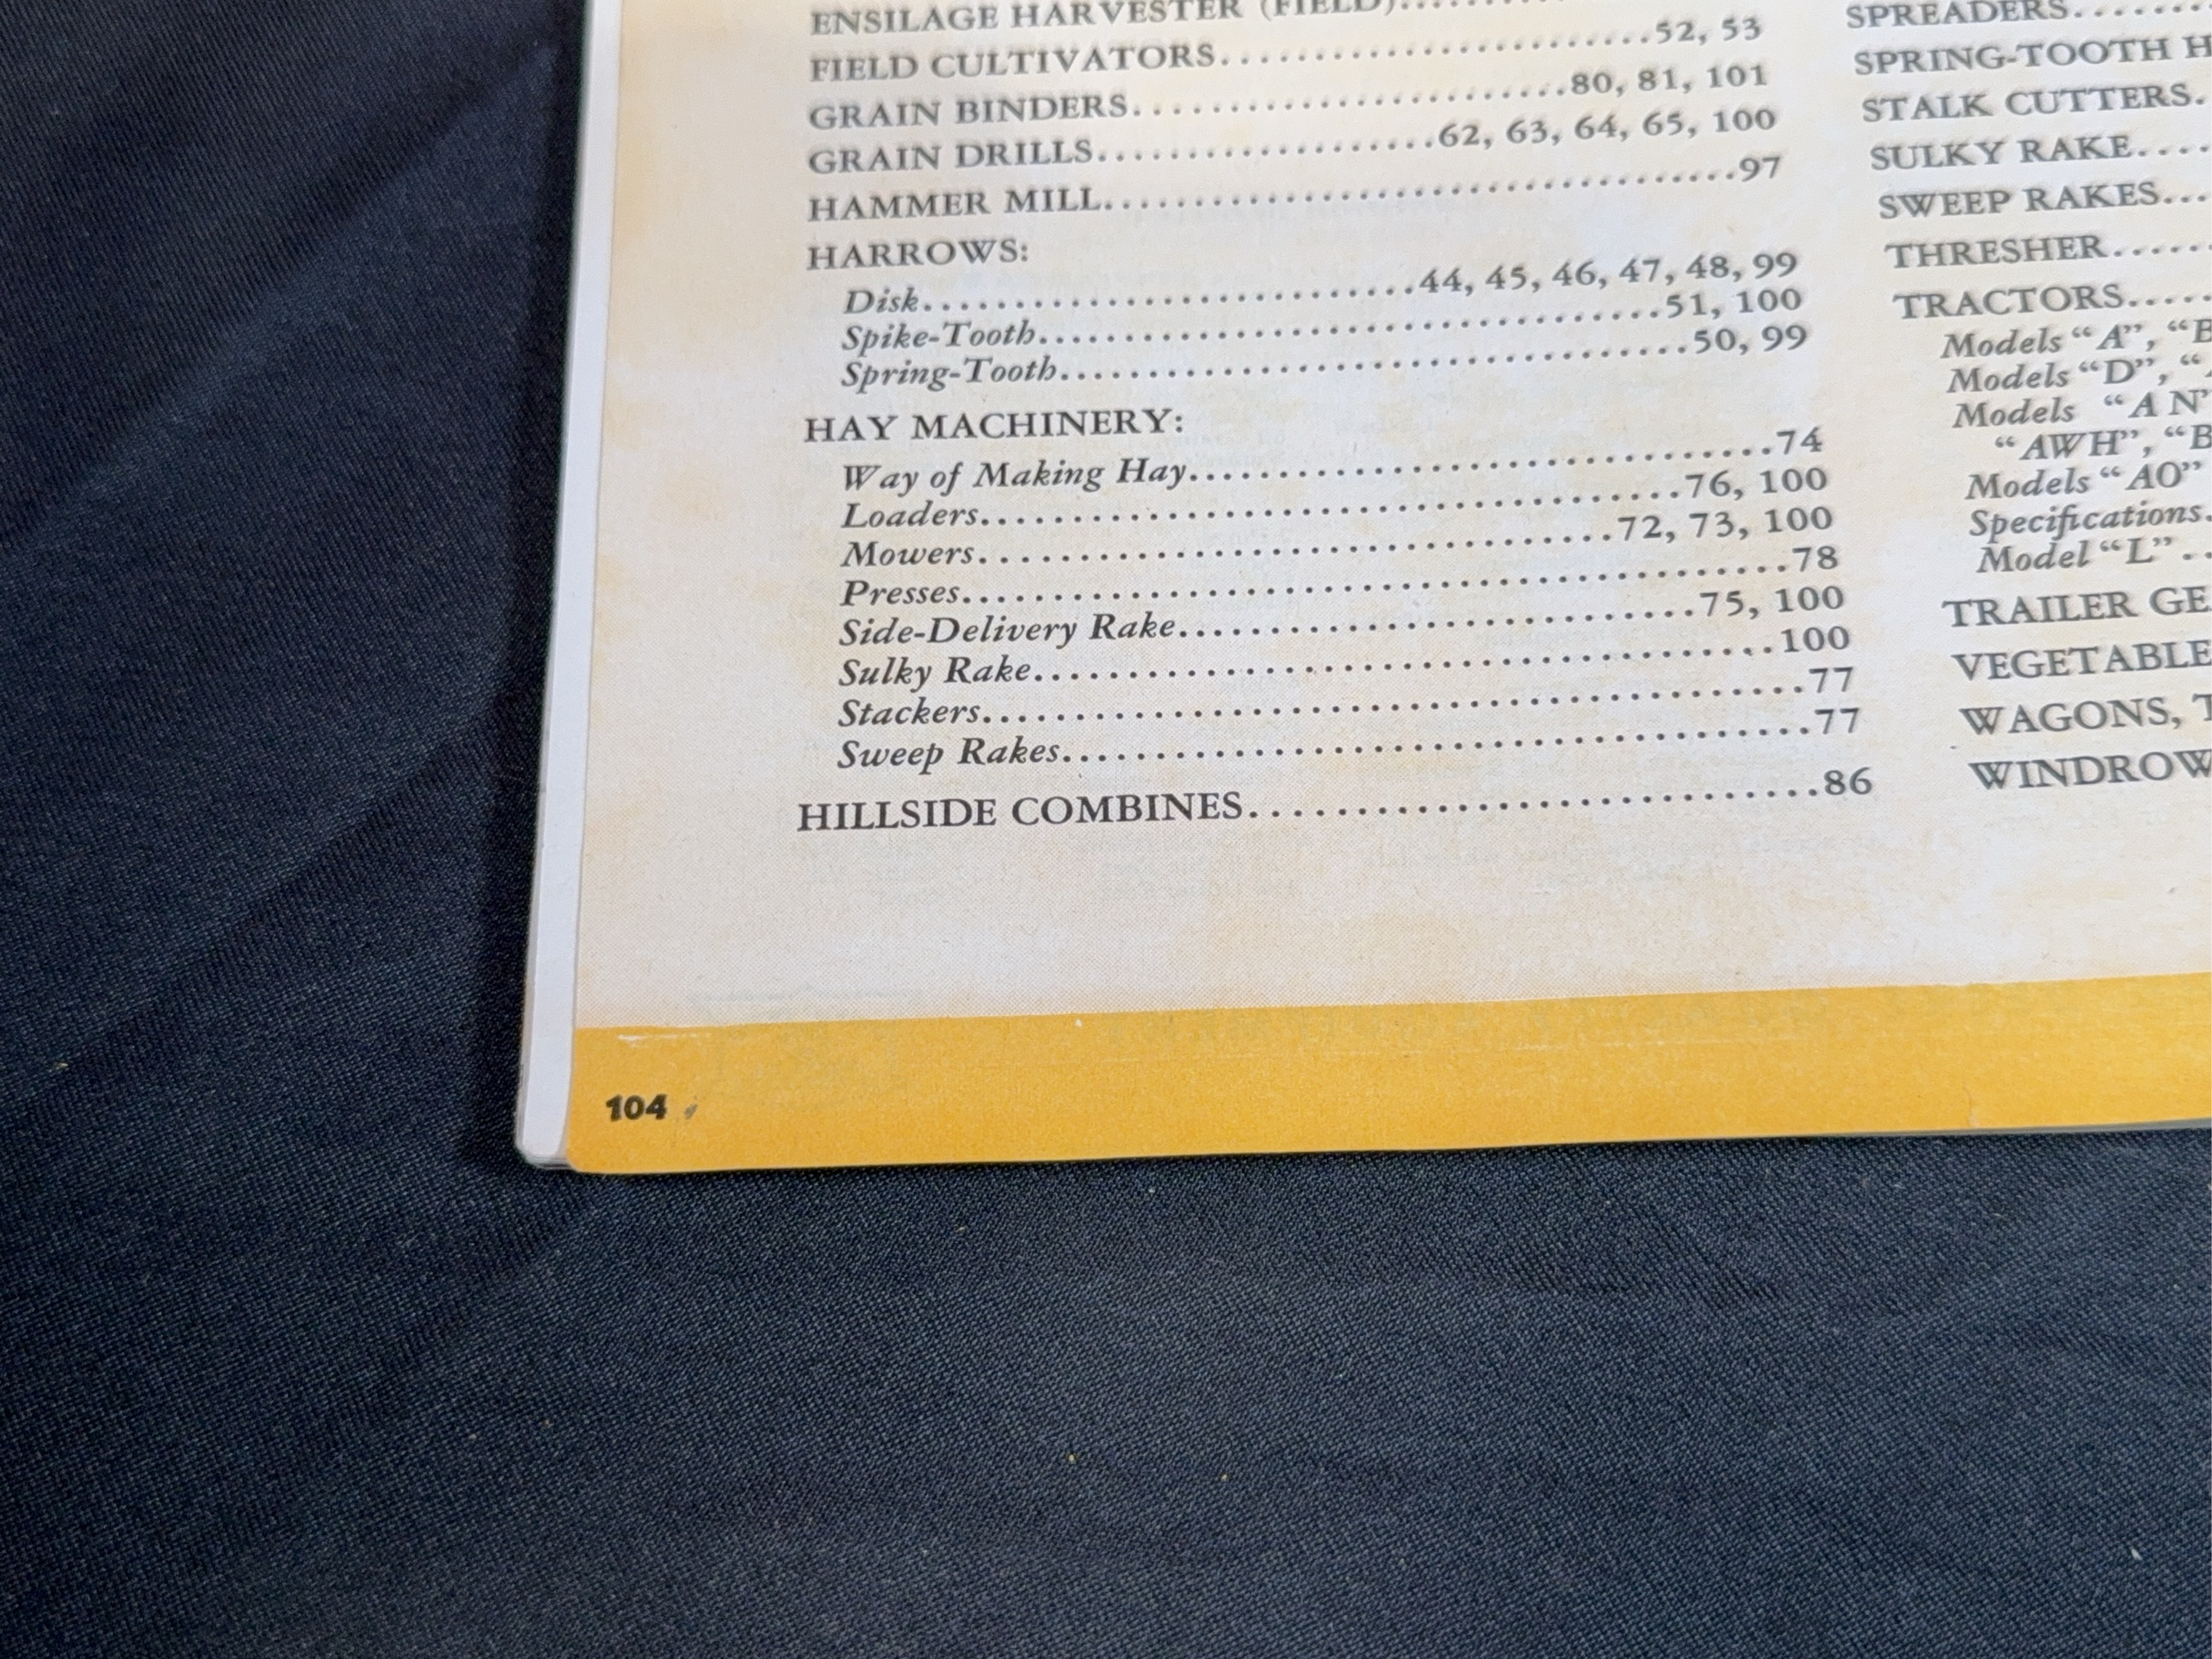 ENSILAGE HARVESTER (FIELD)........
FIELD CULTIVATORS........................52, 53
GRAIN BINDERS........................80, 81, 101
GRAIN DRILLS...................62, 63, 64, 65, 100
HAMMER MILL...................................97
HARROWS:
Disk...........................44, 45, 46, 47, 48, 99
Spike-Tooth..................................51, 100
Spring-Tooth..................................50, 99
HAY MACHINERY:
Way of Making Hay................................74
Loaders......................................76, 100
Mowers...................................72, 73, 100
Presses............................................78
Side-Delivery Rake............................75, 100
Sulky Rake.......................................100
Stackers...........................................77
Sweep Rakes.......................................77
HILLSIDE COMBINES.............................86
SPREADERS........
SPRING-TOOTH H
STALK CUTTERS.
SULKY RAKE....
SWEEP RAKES...
THRESHER......
TRACTORS.....
Models "A", "B
Models "D", "
Models "AN"
"AWH", "B
Models "AO"
Specifications.
Model "L"..
TRAILER GE
VEGETABLE
WAGONS, T
WINDROW
104